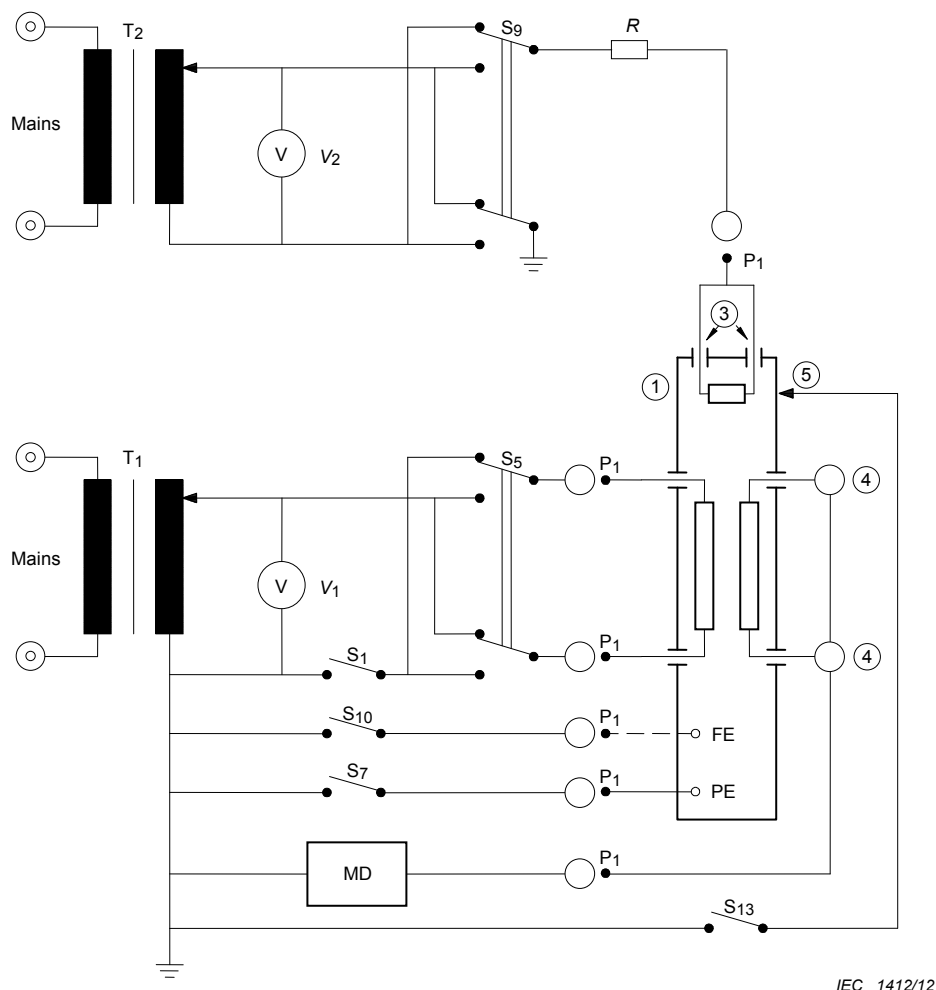 T2
S9
R
Mains
V
V2
P1
3
1
5
T1
S5
P1
4
Mains
V
V1
S1
P1
4
S10
P1
FE
S7
P1
PE
MD
P1
S13
IEC 1412/12